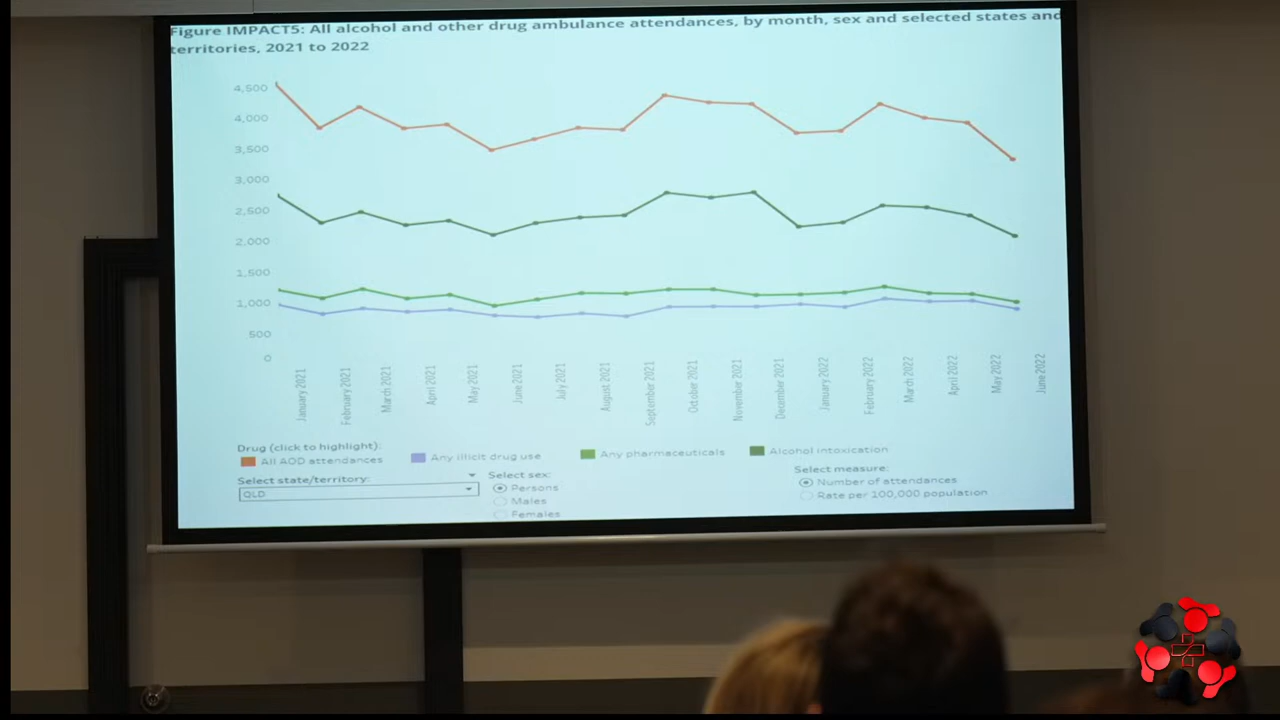 Figure IMPACT5: All alcohol and other drug ambulance attendances, by month, sex and selected states and
territories, 2021 to 2022
4,500
4,000
3,500
3,000
2,500
2,000
1,500
1,000
500
0
January 2021
February 2021
March 2021
April 2021
May 2021
June 2021
July 2021
August 2021
September 2021
October 2021
November 2021
December 2021
January 2022
February 2022
March 2022
April 2022
May 2022
June 2022
Drug (click to highlight):
All AOD attendances
Any illicit drug use
Any pharmaceuticals
Alcohol intoxication
Select state/territory:
QLD
Select sex:
Persons
Males
Females
Select measure:
Number of attendances
Rate per 100,000 population